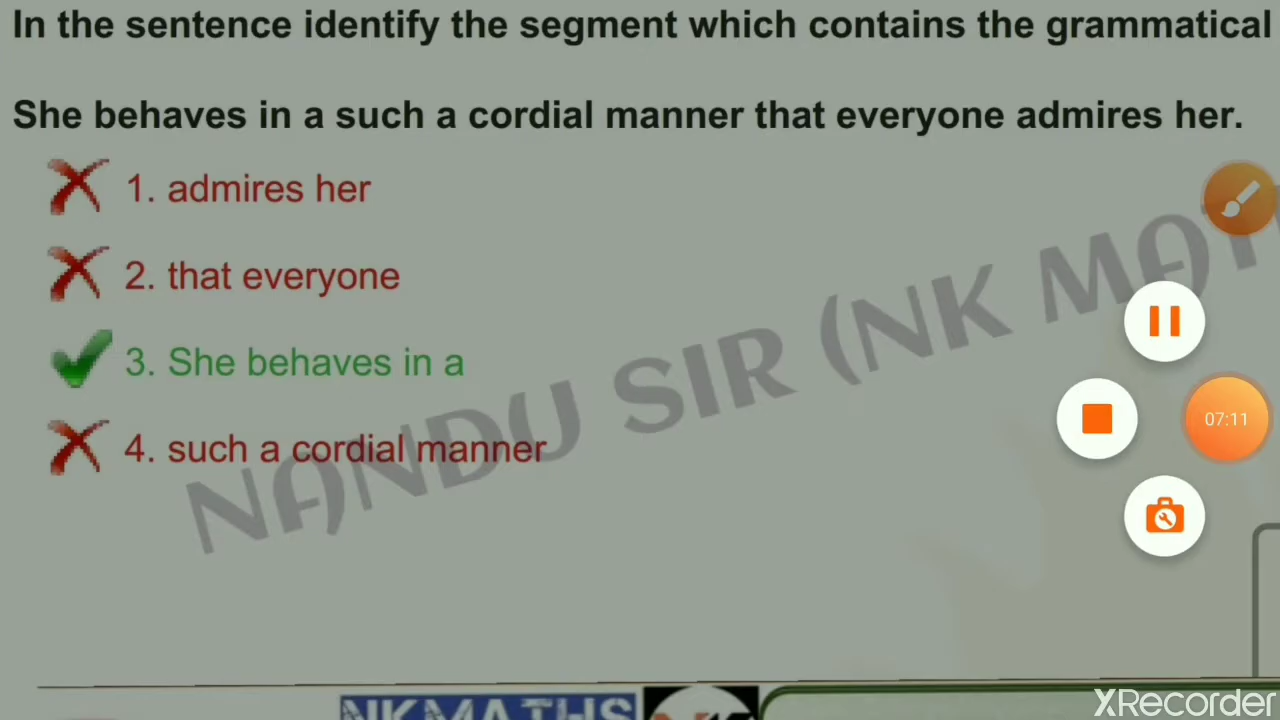 In the sentence identify the segment which contains the grammatical
She behaves in a such a cordial manner that everyone admires her.
1. admires her
2. that everyone
3. She behaves in a
4. such a cordial manner
NANDU SIR (NK MAT
07:11
NKMATHS
XRecorder